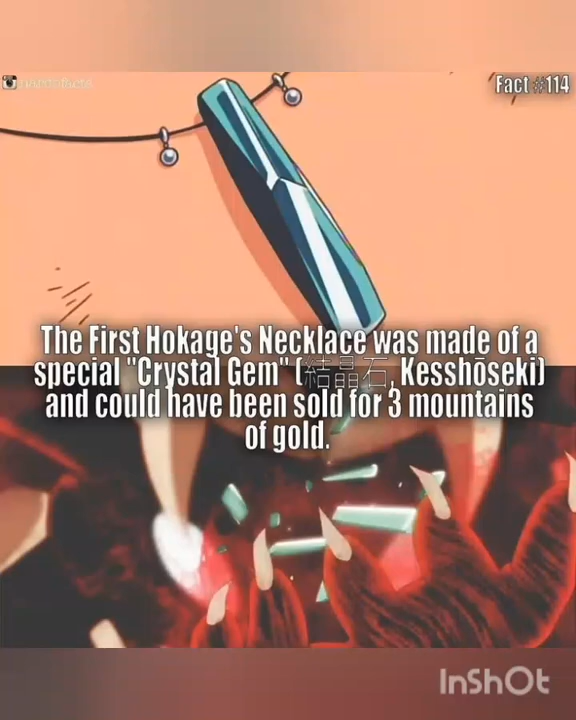 Fact #114
The First Hokage's Necklace was made of a
special "Crystal Gem" (結晶石, Kesshōseki)
and could have been sold for 3 mountains
of gold.
InShOt